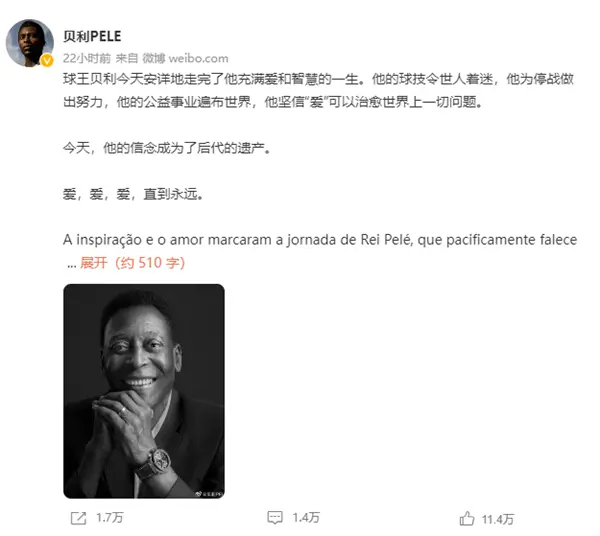 贝利PELE
22小时前 来自 微博 weibo.com
球王贝利今天安详地走完了他充满爱和智慧的一生。他的球技令世人着迷，他为停战做
出努力，他的公益事业遍布世界，他坚信“爱”可以治愈世界上一切问题。
今天，他的信念成为了后代的遗产。
爱，爱，爱，直到永远。
A inspiração e o amor marcaram a jornada de Rei Pelé, que pacificamente falece
... 展开（约 510 字）
1.7万
1.4万
11.4万